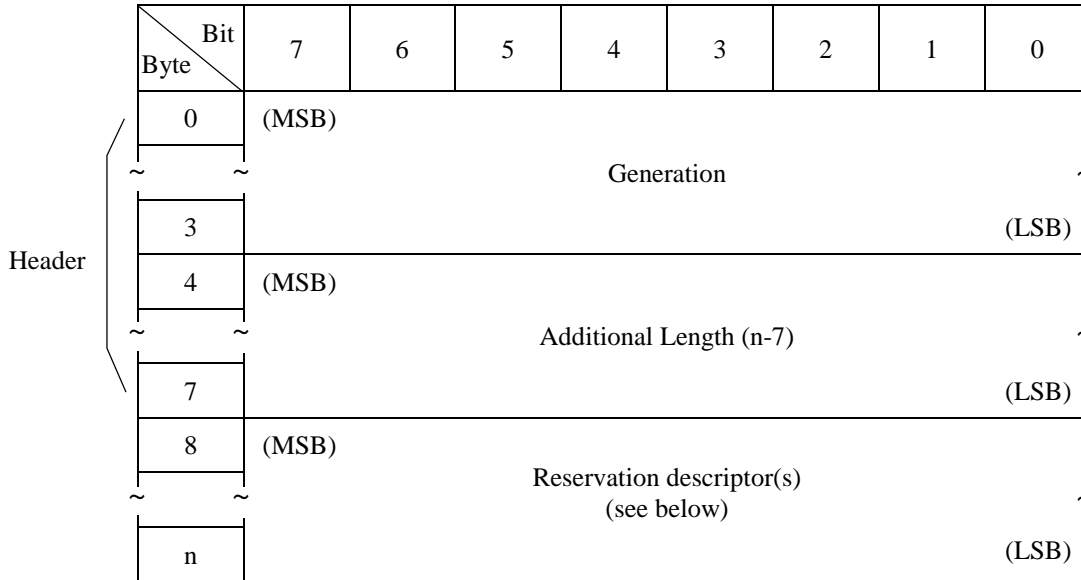 Bit
Byte
7 6 5 4 3 2 1 0
0 (MSB)
~ ~ Generation ~
3 (LSB)
Header
4 (MSB)
~ ~ Additional Length (n-7) ~
7 (LSB)
8 (MSB)
Reservation descriptor(s)
~ ~ (see below) ~
n (LSB)